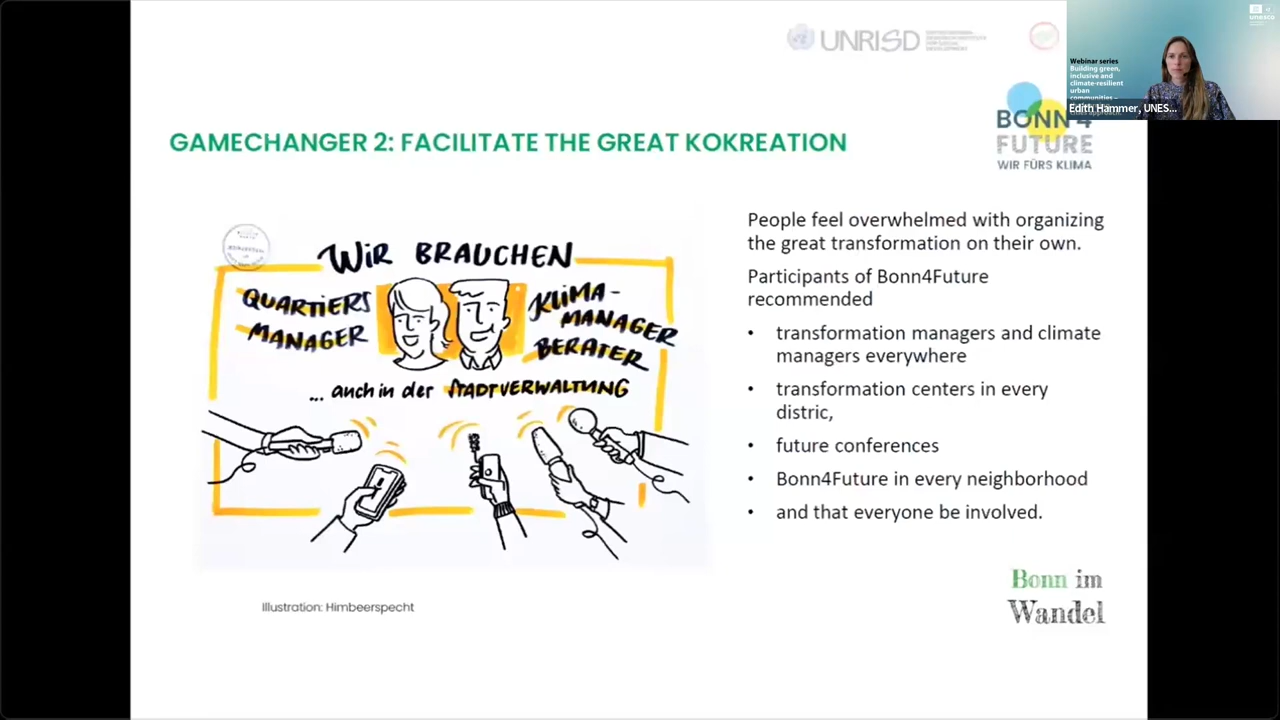 UNRISD
unesco
Webinar series
Building green,
inclusive and
climate-resilient
urban
communities –
Edith Hammer, UNES...
BONN4
FUTURE
WIR FÜRS KLIMA
GAMECHANGER 2: FACILITATE THE GREAT KOKREATION
WIR BRAUCHEN
QUARTIERS
MANAGER
KLIMA-
MANAGER
BERATER
... auch in der STADTVERWALTUNG
Illustration: Himbeerspecht
People feel overwhelmed with organizing
the great transformation on their own.
Participants of Bonn4Future
recommended
• transformation managers and climate
managers everywhere
• transformation centers in every
distric,
• future conferences
• Bonn4Future in every neighborhood
• and that everyone be involved.
Bonn im
Wandel